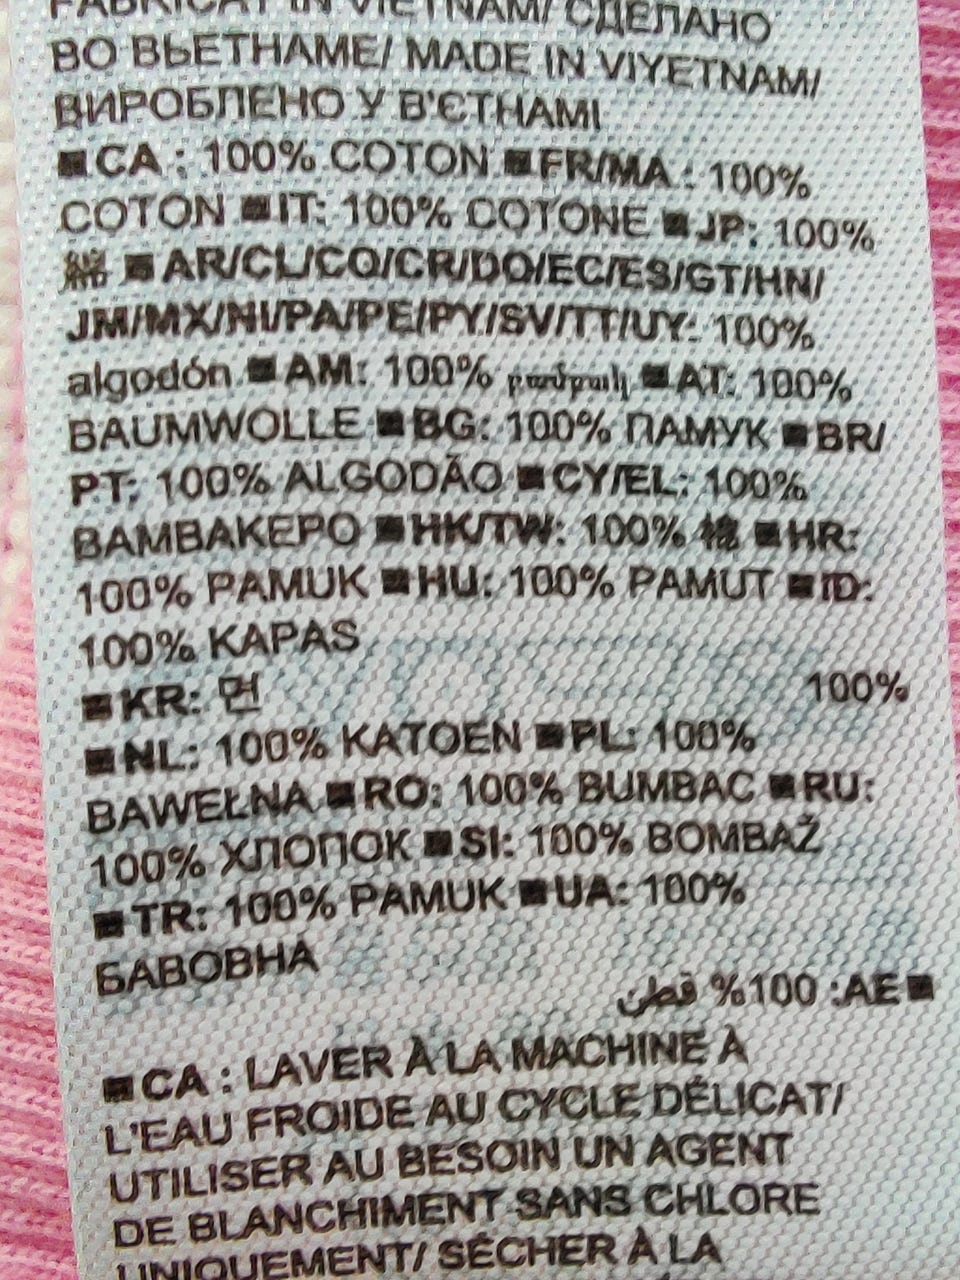 FABRICAT IN VIETNAM/ СДЕЛАНО
ВО ВЬЕТНАМЕ/ MADE IN VIYETNAM/
ВИРОБЛЕНО У В'ЄТНАМІ
■CA : 100% COTON ■FR/MA : 100%
COTON ■IT: 100% COTONE ■JP: 100%
綿 ■AR/CL/CO/CR/DO/EC/ES/GT/HN/
JM/MX/NI/PA/PE/PY/SV/TT/UY: 100%
algodón ■AM: 100% բամբակ ■AT: 100%
BAUMWOLLE ■BG: 100% ПАМУК ■BR/
PT: 100% ALGODÃO ■CY/EL: 100%
ΒΑΜΒΑΚΕΡΟ ■HK/TW: 100% 棉 ■HR:
100% PAMUK ■HU: 100% PAMUT ■ID:
100% KAPAS
■KR: 면 100%
■NL: 100% KATOEN ■PL: 100%
BAWEŁNA ■RO: 100% BUMBAC ■RU:
100% ХЛОПОК ■SI: 100% BOMBAŽ
■TR: 100% PAMUK ■UA: 100%
БАВОВНА
■AE: 100% قطن
■CA : LAVER À LA MACHINE À
L'EAU FROIDE AU CYCLE DÉLICAT/
UTILISER AU BESOIN UN AGENT
DE BLANCHIMENT SANS CHLORE
UNIQUEMENT/ SÉCHER À LA